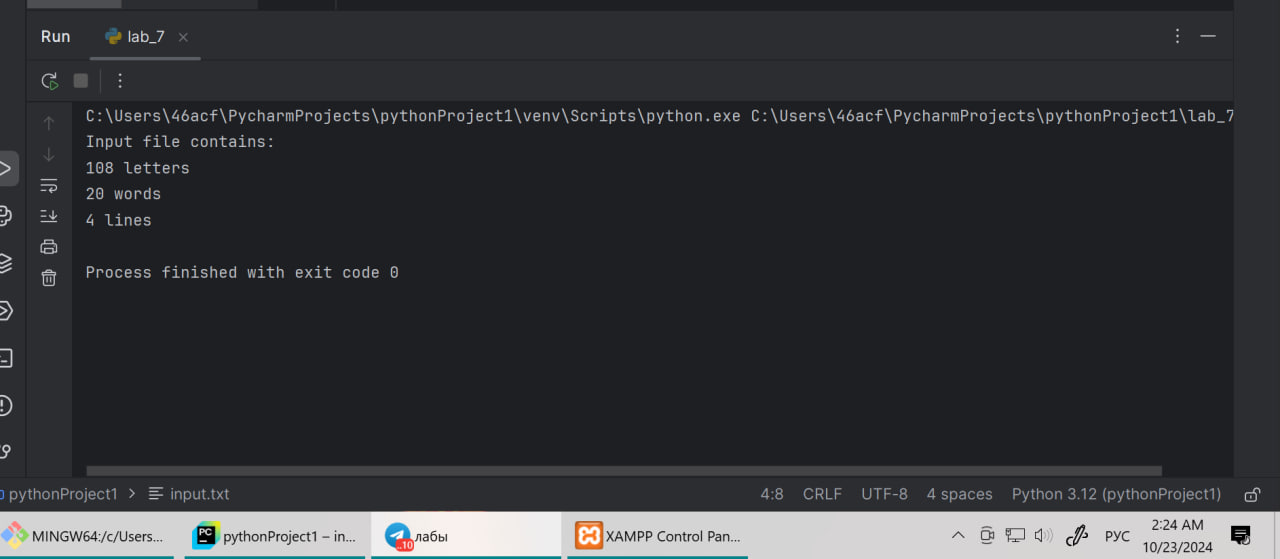 Run lab_7
C:\Users\46acf\PycharmProjects\pythonProject1\venv\Scripts\python.exe C:\Users\46acf\PycharmProjects\pythonProject1\lab_7
Input file contains:
108 letters
20 words
4 lines
Process finished with exit code 0
pythonProject1 > input.txt 4:8 CRLF UTF-8 4 spaces Python 3.12 (pythonProject1)
MINGW64:/c/Users... PC pythonProject1 – in... ..10 лабы XAMPP Control Pan... РУС 2:24 AM
10/23/2024